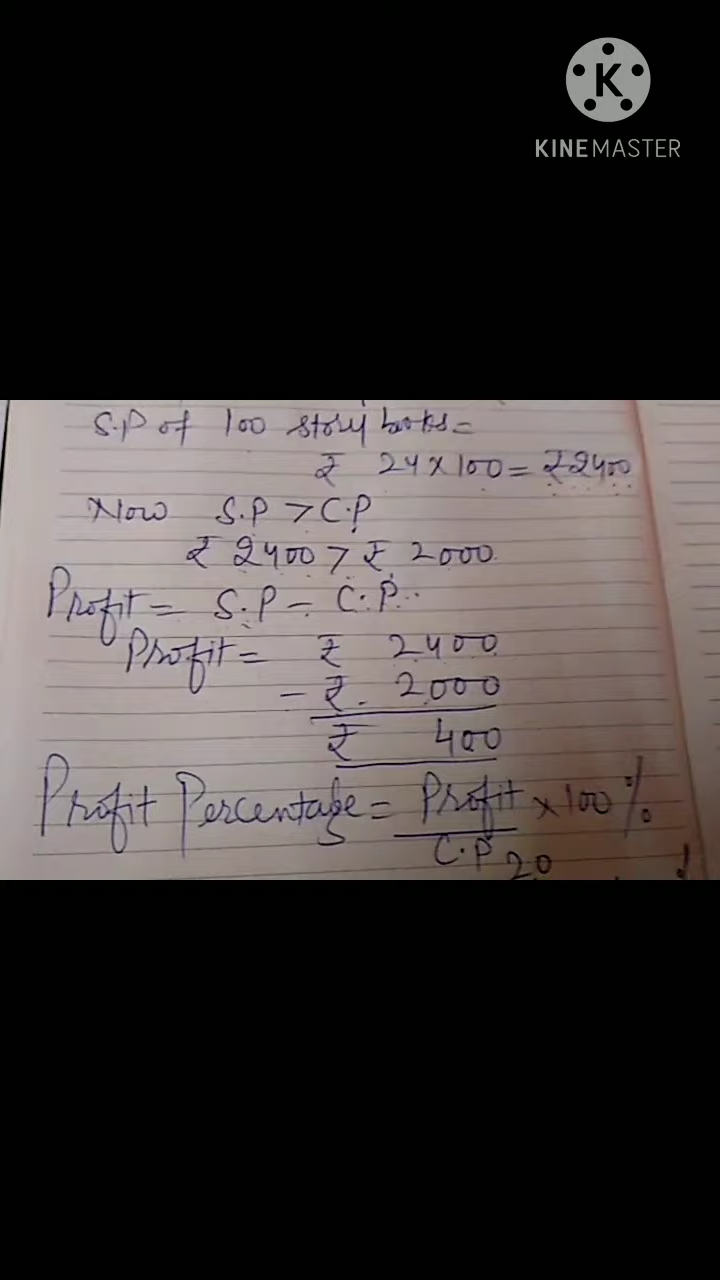 KINEMASTER
S.P of 100 story books =
₹ 24 × 100 = ₹ 2400
Now S.P > C.P
₹ 2400 > ₹ 2000
Profit = S.P - C.P.
Profit = ₹ 2400
- ₹. 2000
₹ 400
Profit Percentage = Profit × 100 %
C.P
20